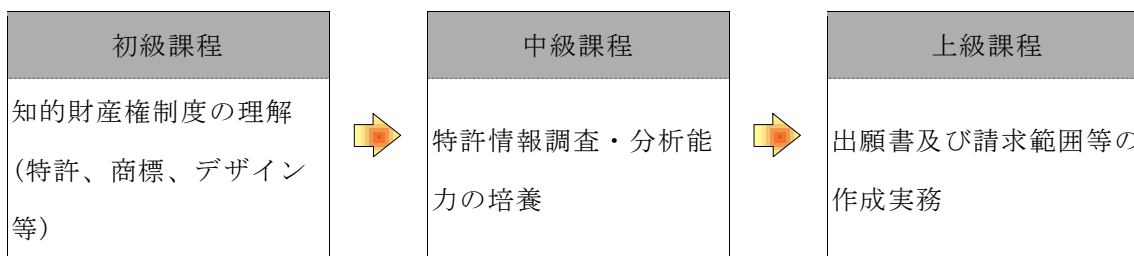 初級課程
知的財産権制度の理解
(特許、商標、デザイン
等)
中級課程
特許情報調査・分析能
力の培養
上級課程
出願書及び請求範囲等の
作成実務